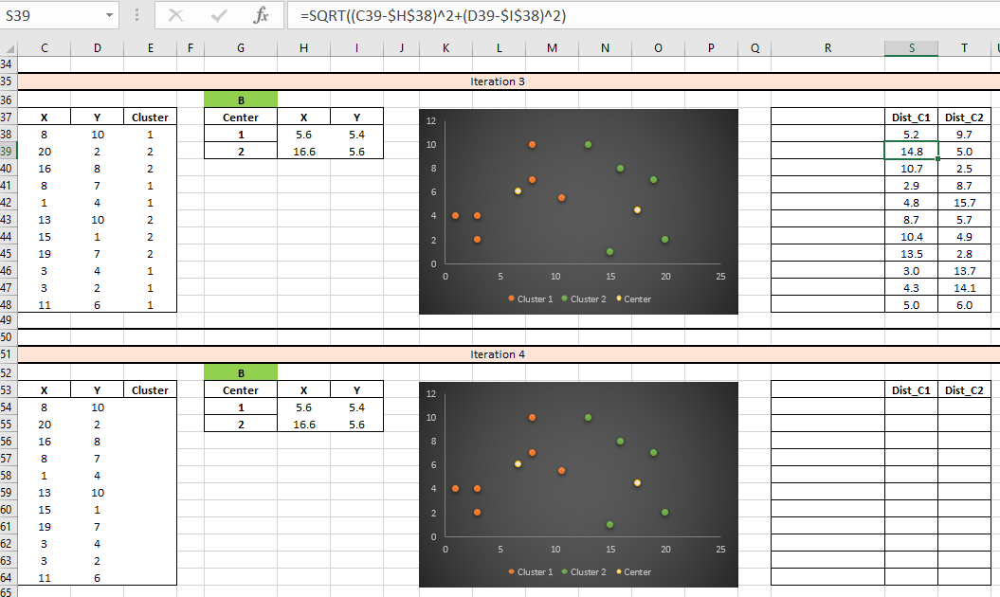 S39 fx =SQRT((C39-$H$38)^2+(D39-$I$38)^2)
C D E F G H I J K L M N O P Q R S T U
34
35 Iteration 3
36 B
37 X Y Cluster Center X Y Dist_C1 Dist_C2
38 8 10 1 1 5.6 5.4 5.2 9.7
39 20 2 2 2 16.6 5.6 14.8 5.0
40 16 8 2 10.7 2.5
41 8 7 1 2.9 8.7
42 1 4 1 4.8 15.7
43 13 10 2 8.7 5.7
44 15 1 2 10.4 4.9
45 19 7 2 13.5 2.8
46 3 4 1 3.0 13.7
47 3 2 1 4.3 14.1
48 11 6 1 5.0 6.0
12
10
8
6
4
2
0
0 5 10 15 20 25
Cluster 1 Cluster 2 Center
49
50
51 Iteration 4
52 B
53 X Y Cluster Center X Y Dist_C1 Dist_C2
54 8 10 1 5.6 5.4
55 20 2 2 16.6 5.6
56 16 8
57 8 7
58 1 4
59 13 10
60 15 1
61 19 7
62 3 4
63 3 2
64 11 6
12
10
8
6
4
2
0
0 5 10 15 20 25
Cluster 1 Cluster 2 Center
65